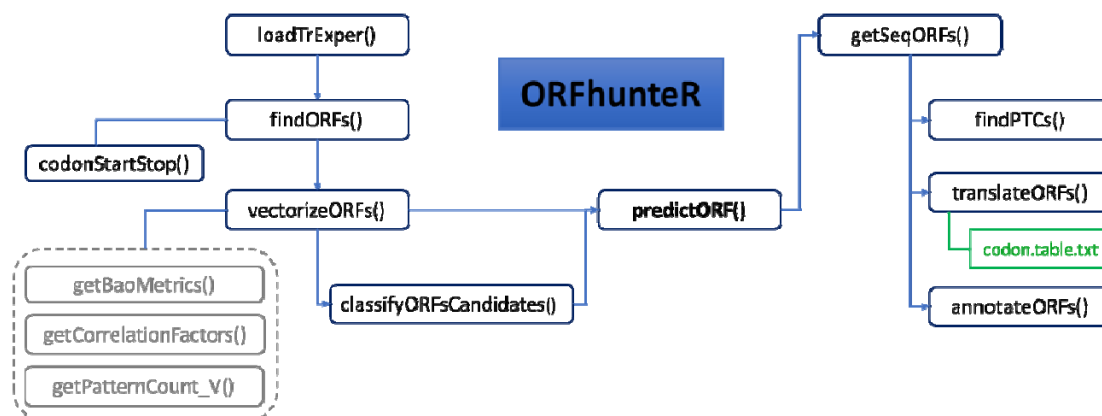 loadTrExper()
getSeqORFs()
ORFhunteR
findORFs()
findPTCs()
codonStartStop()
vectorizeORFs()
predictORF()
translateORFs()
codon.table.txt
getBaoMetrics()
classifyORFsCandidates()
annotateORFs()
getCorrelationFactors()
getPatternCount_V()